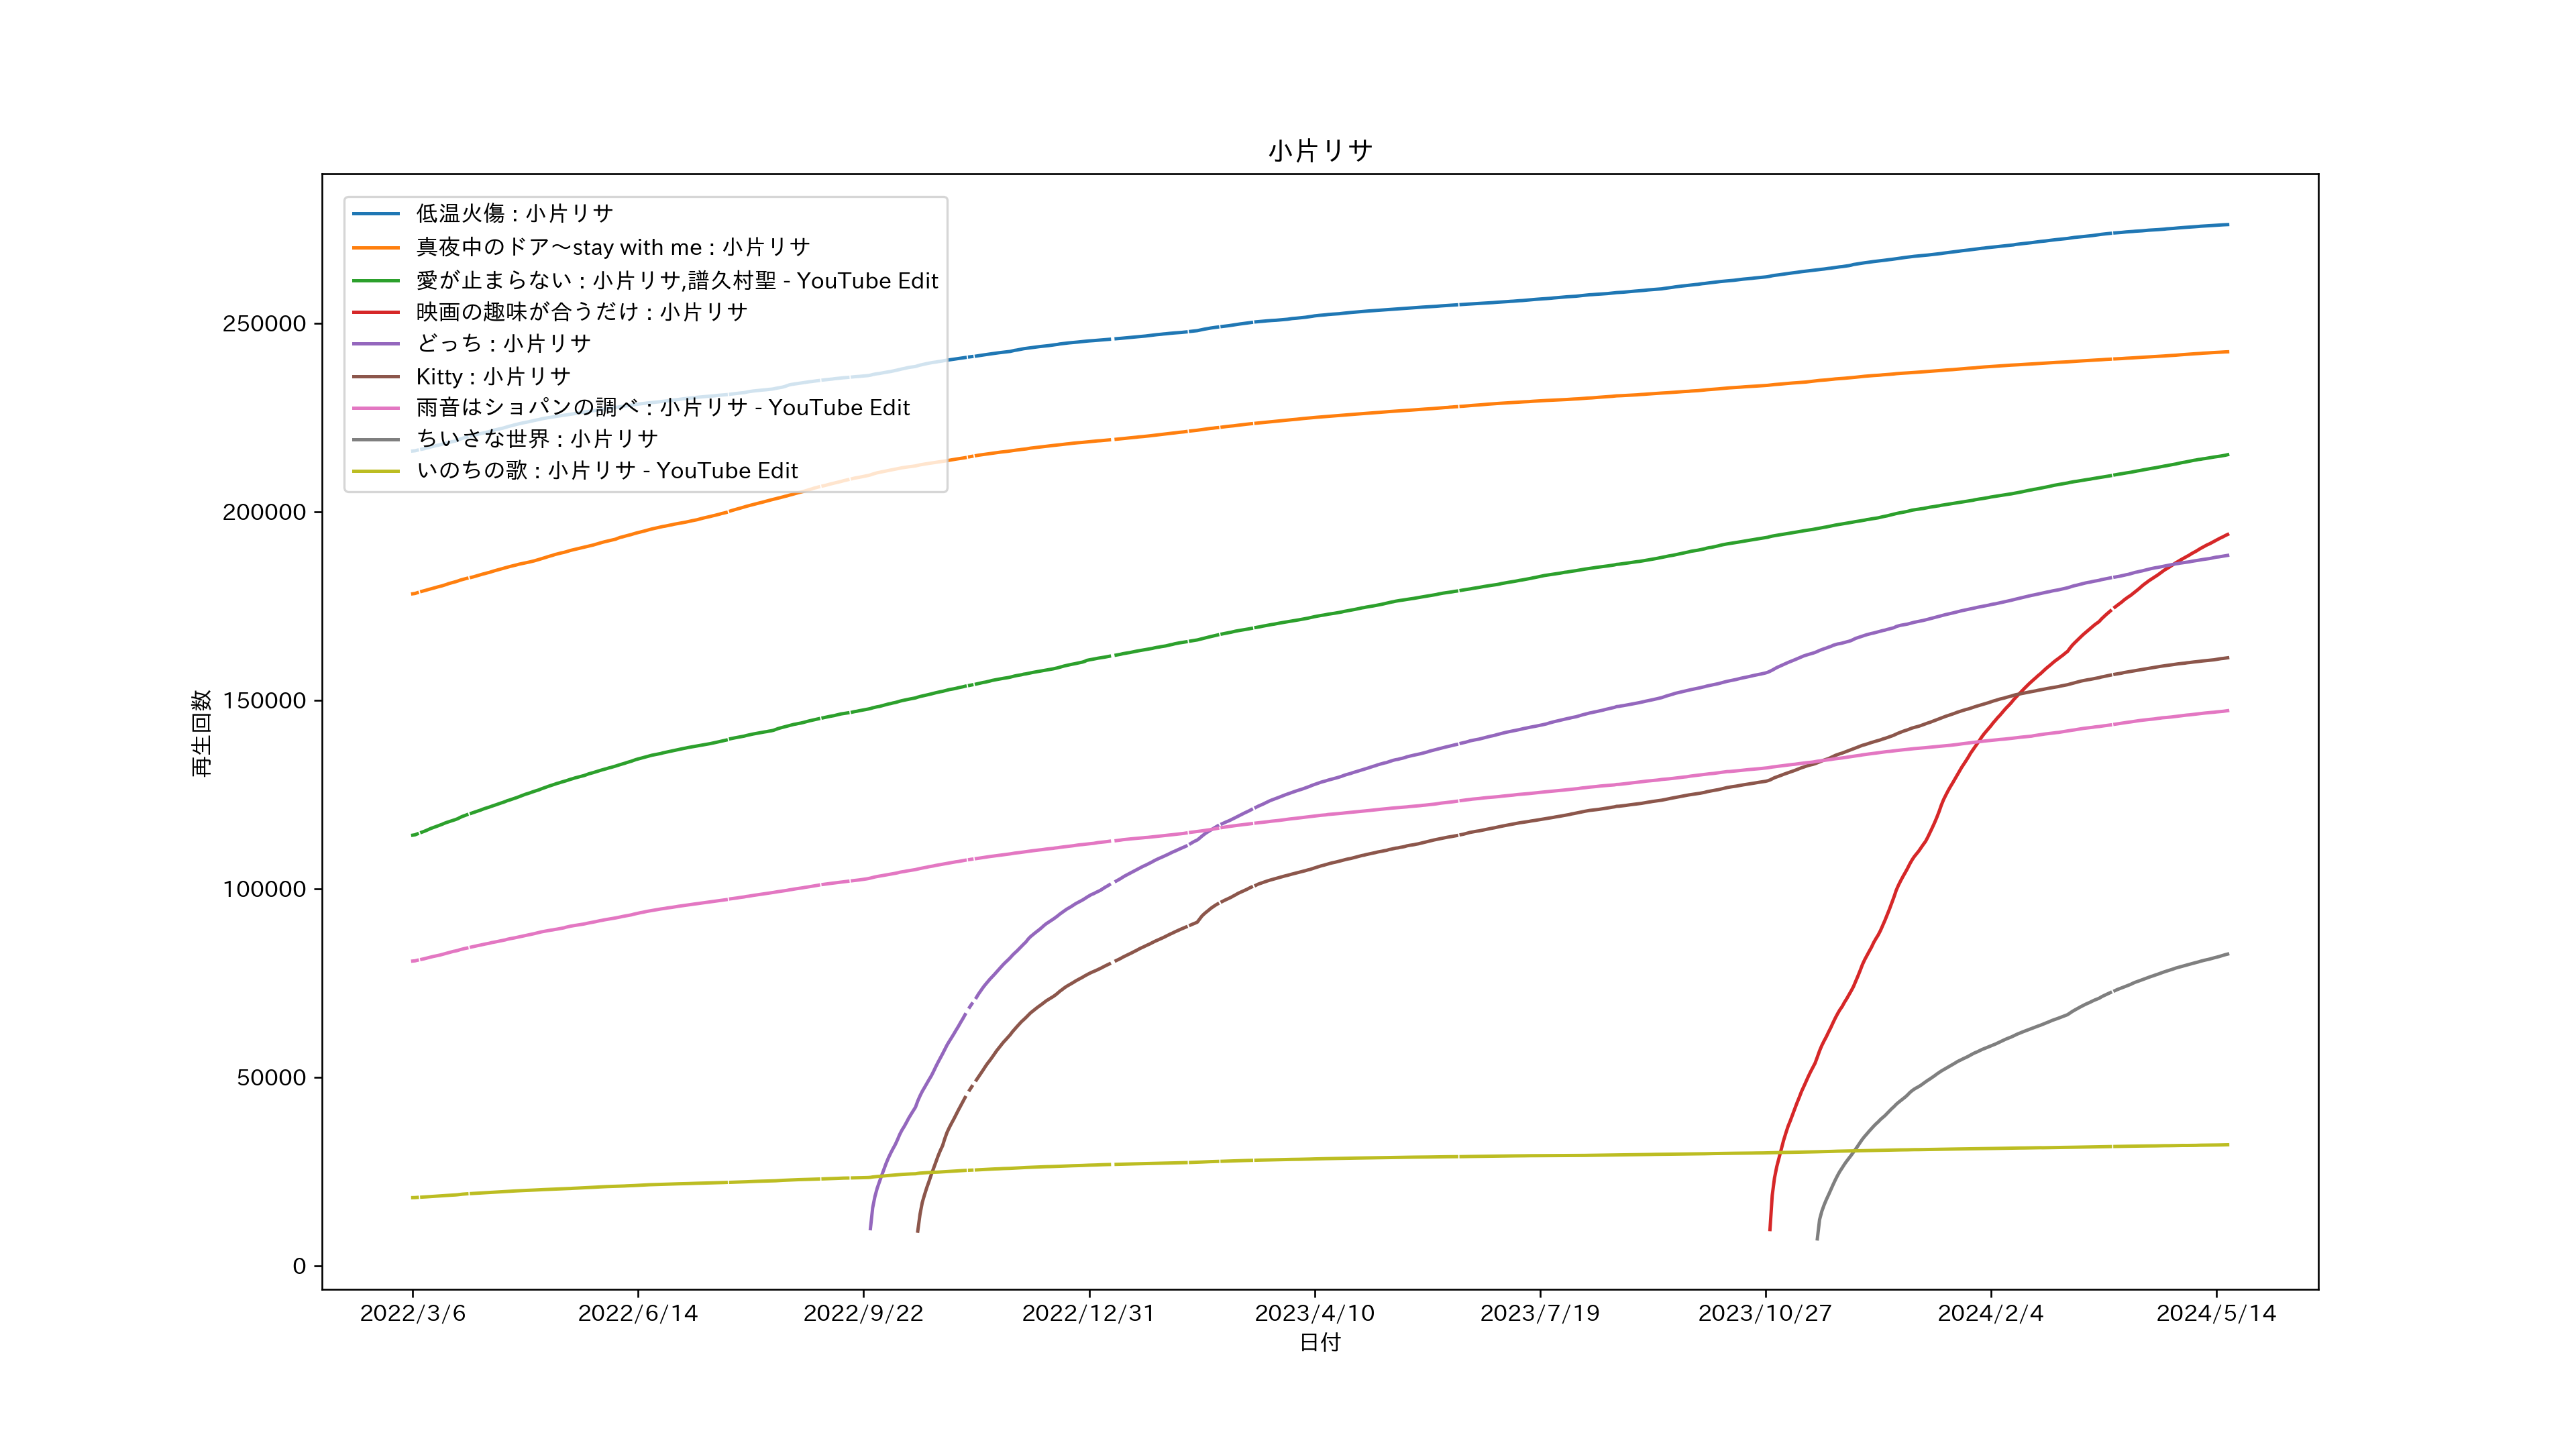 小片リサ
低温火傷 : 小片リサ
真夜中のドア〜stay with me : 小片リサ
愛が止まらない : 小片リサ,譜久村聖 - YouTube Edit
映画の趣味が合うだけ : 小片リサ
どっち : 小片リサ
Kitty : 小片リサ
雨音はショパンの調べ : 小片リサ - YouTube Edit
ちいさな世界 : 小片リサ
いのちの歌 : 小片リサ - YouTube Edit
再生回数
250000
200000
150000
100000
50000
0
2022/3/6 2022/6/14 2022/9/22 2022/12/31 2023/4/10 2023/7/19 2023/10/27 2024/2/4 2024/5/14
日付